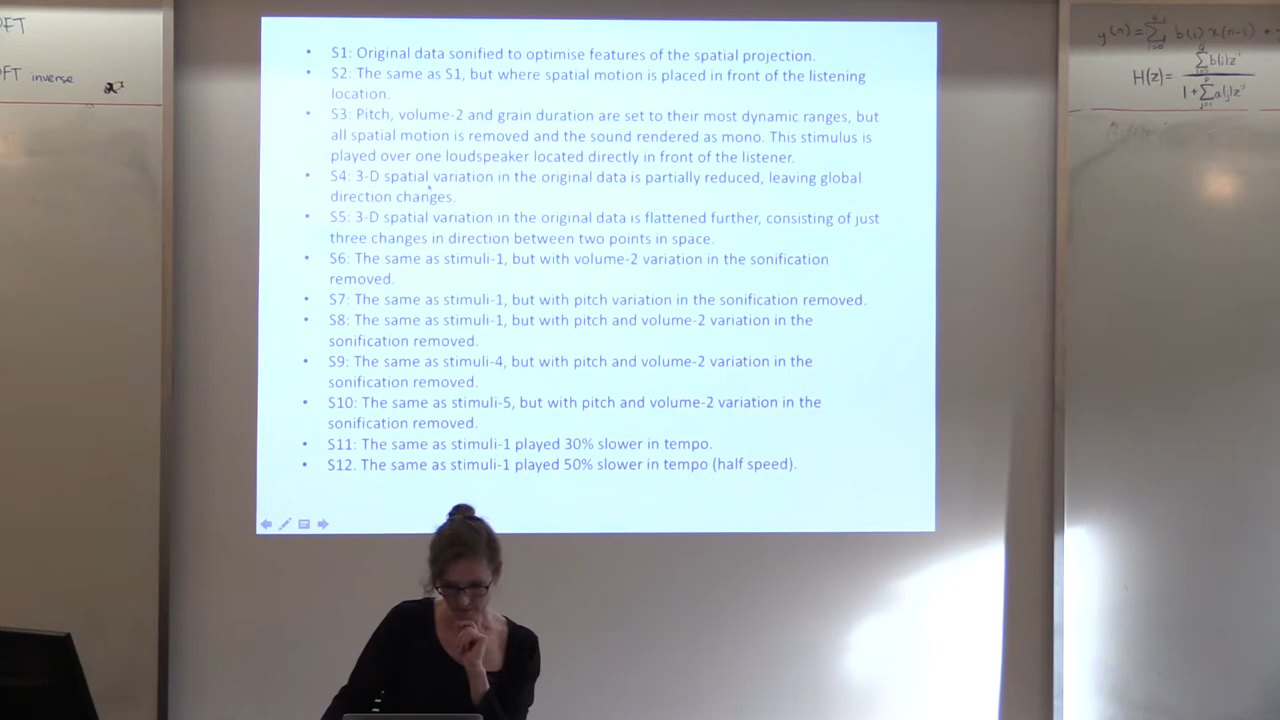 DFT
DFT inverse
• S1: Original data sonified to optimise features of the spatial projection.
• S2: The same as S1, but where spatial motion is placed in front of the listening
location.
• S3: Pitch, volume-2 and grain duration are set to their most dynamic ranges, but
all spatial motion is removed and the sound rendered as mono. This stimulus is
played over one loudspeaker located directly in front of the listener.
• S4: 3-D spatial variation in the original data is partially reduced, leaving global
direction changes.
• S5: 3-D spatial variation in the original data is flattened further, consisting of just
three changes in direction between two points in space.
• S6: The same as stimuli-1, but with volume-2 variation in the sonification
removed.
• S7: The same as stimuli-1, but with pitch variation in the sonification removed.
• S8: The same as stimuli-1, but with pitch and volume-2 variation in the
sonification removed.
• S9: The same as stimuli-4, but with pitch and volume-2 variation in the
sonification removed.
• S10: The same as stimuli-5, but with pitch and volume-2 variation in the
sonification removed.
• S11: The same as stimuli-1 played 30% slower in tempo.
• S12. The same as stimuli-1 played 50% slower in tempo (half speed).
y(n)=∑ b(i) x(n-i) +
H(z)=
∑b(i)z⁻ⁱ
1+∑a(j)z⁻ʲ